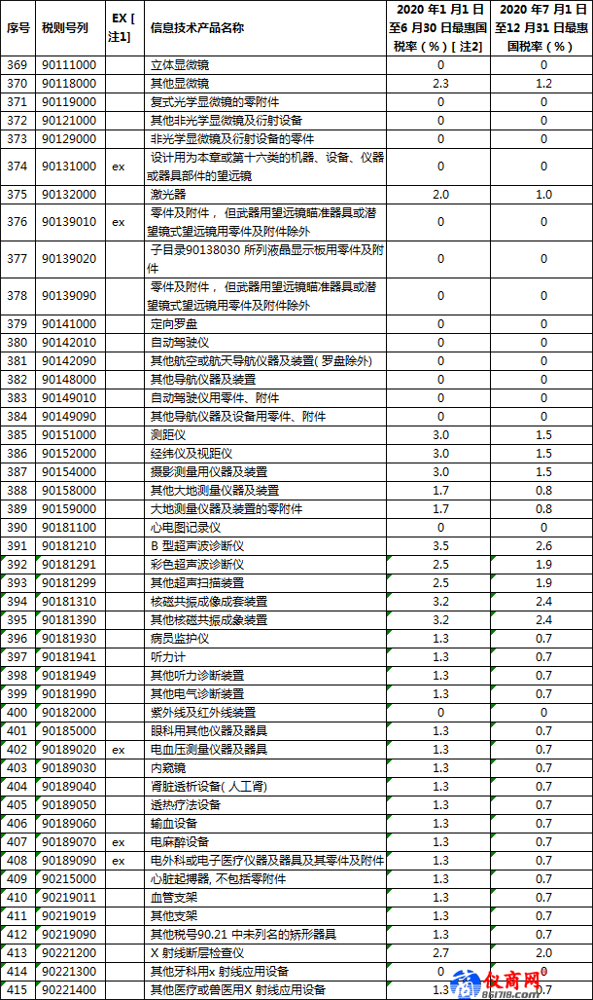 序号 税则号列 EX [注1] 信息技术产品名称 2020 年1 月1 日至6 月30 日最惠国税率（%）[ 注2] 2020 年7 月1 日至12 月31 日最惠国税率（%）
369 90111000 立体显微镜 0 0
370 90118000 其他显微镜 2.3 1.2
371 90119000 复式光学显微镜的零附件 0 0
372 90121000 其他非光学显微镜及衍射设备 0 0
373 90129000 非光学显微镜及衍射设备的零件 0 0
374 90131000 ex 设计用为本章或第十六类的机器、设备、仪器
或器具部件的望远镜 0 0
375 90132000 激光器 2.0 1.0
376 90139010 ex 零件及附件，但武器用望远镜瞄准器具或潜
望镜式望远镜用零件及附件除外 0 0
377 90139020 子目录90138030 所列液晶显示板用零件及附
件 0 0
378 90139090 零件及附件，但武器用望远镜瞄准器具或潜
望镜式望远镜用零件及附件除外 0 0
379 90141000 定向罗盘 0 0
380 90142010 自动驾驶仪 0 0
381 90142090 其他航空或航天导航仪器及装置( 罗盘除外) 0 0
382 90148000 其他导航仪器及装置 0 0
383 90149010 自动驾驶仪用零件、附件 0 0
384 90149090 其他导航仪器及设备用零件、附件 0 0
385 90151000 测距仪 3.0 1.5
386 90152000 经纬仪及视距仪 3.0 1.5
387 90154000 摄影测量用仪器及装置 3.0 1.5
388 90158000 其他大地测量仪器及装置 1.7 0.8
389 90159000 大地测量仪器及装置的零附件 1.7 0.8
390 90181100 心电图记录仪 0 0
391 90181210 B 型超声波诊断仪 3.5 2.6
392 90181291 彩色超声波诊断仪 2.5 1.9
393 90181299 其他超声扫描装置 2.5 1.9
394 90181310 核磁共振成像成套装置 3.2 2.4
395 90181390 其他核磁共振成象装置 3.2 2.4
396 90181930 病员监护仪 1.3 0.7
397 90181941 听力计 1.3 0.7
398 90181949 其他听力诊断装置 1.3 0.7
399 90181990 其他电气诊断装置 1.3 0.7
400 90182000 紫外线及红外线装置 0 0
401 90185000 眼科用其他仪器及器具 1.3 0.7
402 90189020 ex 电血压测量仪器及器具 1.3 0.7
403 90189030 内窥镜 1.3 0.7
404 90189040 肾脏透析设备( 人工肾) 1.3 0.7
405 90189050 透热疗法设备 1.3 0.7
406 90189060 输血设备 1.3 0.7
407 90189070 ex 电麻醉设备 1.3 0.7
408 90189090 ex 电外科或电子医疗仪器及器具及其零件及附件 1.3 0.7
409 90215000 心脏起搏器, 不包括零附件 1.3 0.7
410 90219011 血管支架 1.3 0.7
411 90219019 其他支架 1.3 0.7
412 90219090 其他税号90.21 中未列名的矫形器具 1.3 0.7
413 90221200 X 射线断层检查仪 2.7 2.0
414 90221300 其他牙科用x 射线应用设备 0 0
415 90221400 其他医疗或兽医用X 射线应用设备 1.3 0.7
仪商网
861718.com